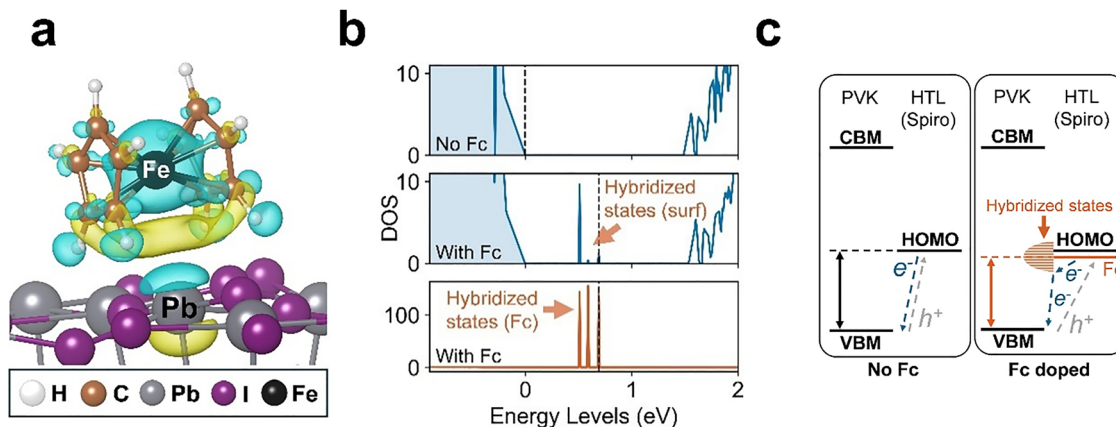 a
Fe
Pb
H C Pb I Fe
b
10
0
No Fc
10
0
With Fc
Hybridized
states (surf)
DOS
100
0
With Fc
Hybridized
states (Fc)
0 1 2
Energy Levels (eV)
c
PVK HTL
(Spiro)
CBM
HOMO
e-
h+
VBM
No Fc
PVK HTL
(Spiro)
CBM
Hybridized states
HOMO
e-
e-
h+
VBM
Fc doped